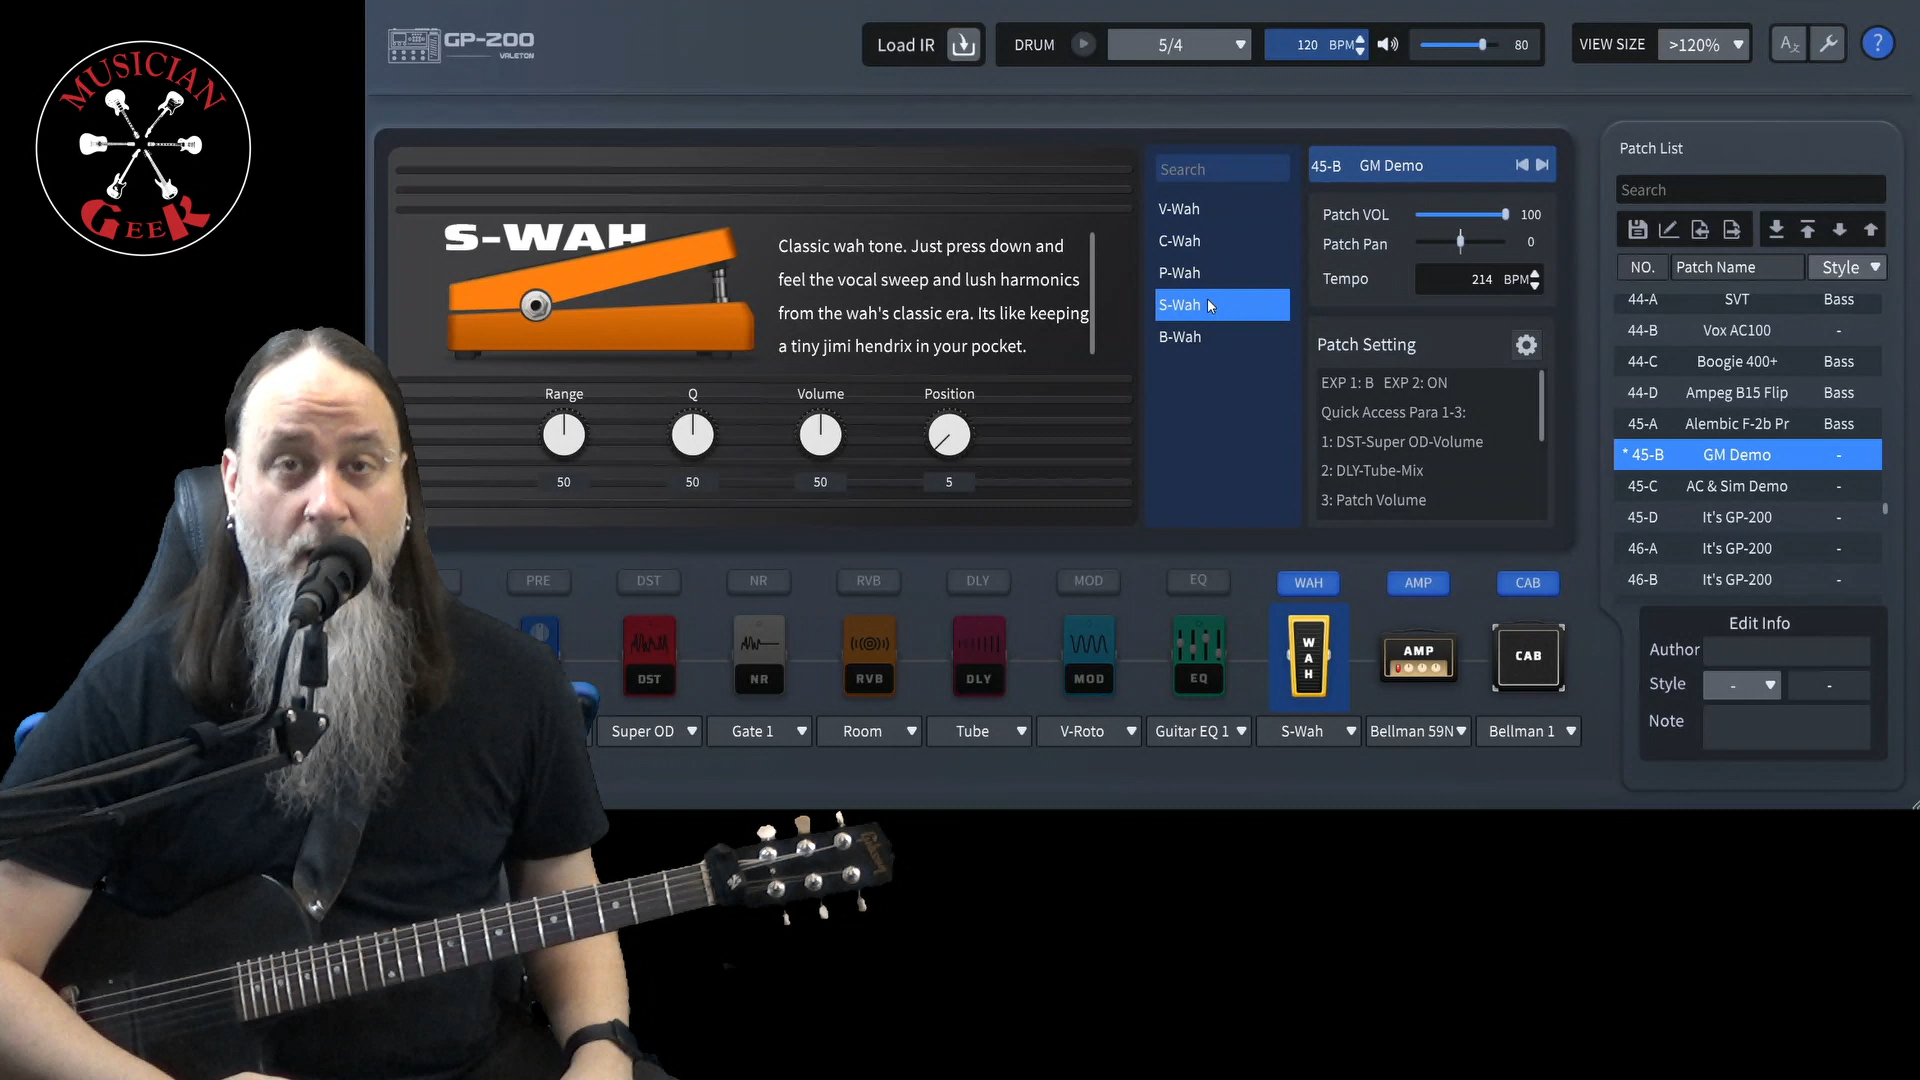 MUSICIAN
GEEK
GP-200
VALETON
Load IR
DRUM
5/4
120 BPM
80
VIEW SIZE
>120%
?
S-WAH
Classic wah tone. Just press down and
feel the vocal sweep and lush harmonics
from the wah's classic era. Its like keeping
a tiny jimi hendrix in your pocket.
Range
Q
Volume
Position
50
50
50
5
Search
V-Wah
C-Wah
P-Wah
S-Wah
B-Wah
45-B GM Demo
Patch VOL 100
Patch Pan 0
Tempo 214 BPM
Patch Setting
EXP 1: B EXP 2: ON
Quick Access Para 1-3:
1: DST-Super OD-Volume
2: DLY-Tube-Mix
3: Patch Volume
PRE
DST
NR
RVB
DLY
MOD
EQ
WAH
AMP
CAB
DST
NR
RVB
DLY
MOD
EQ
WAH
AMP
CAB
Super OD
Gate 1
Room
Tube
V-Roto
Guitar EQ 1
S-Wah
Bellman 59N
Bellman 1
Patch List
Search
NO. Patch Name Style
44-A SVT Bass
44-B Vox AC100 -
44-C Boogie 400+ Bass
44-D Ampeg B15 Flip Bass
45-A Alembic F-2b Pr Bass
* 45-B GM Demo -
45-C AC & Sim Demo -
45-D It's GP-200 -
46-A It's GP-200 -
46-B It's GP-200 -
Edit Info
Author
Style - -
Note
Gibson